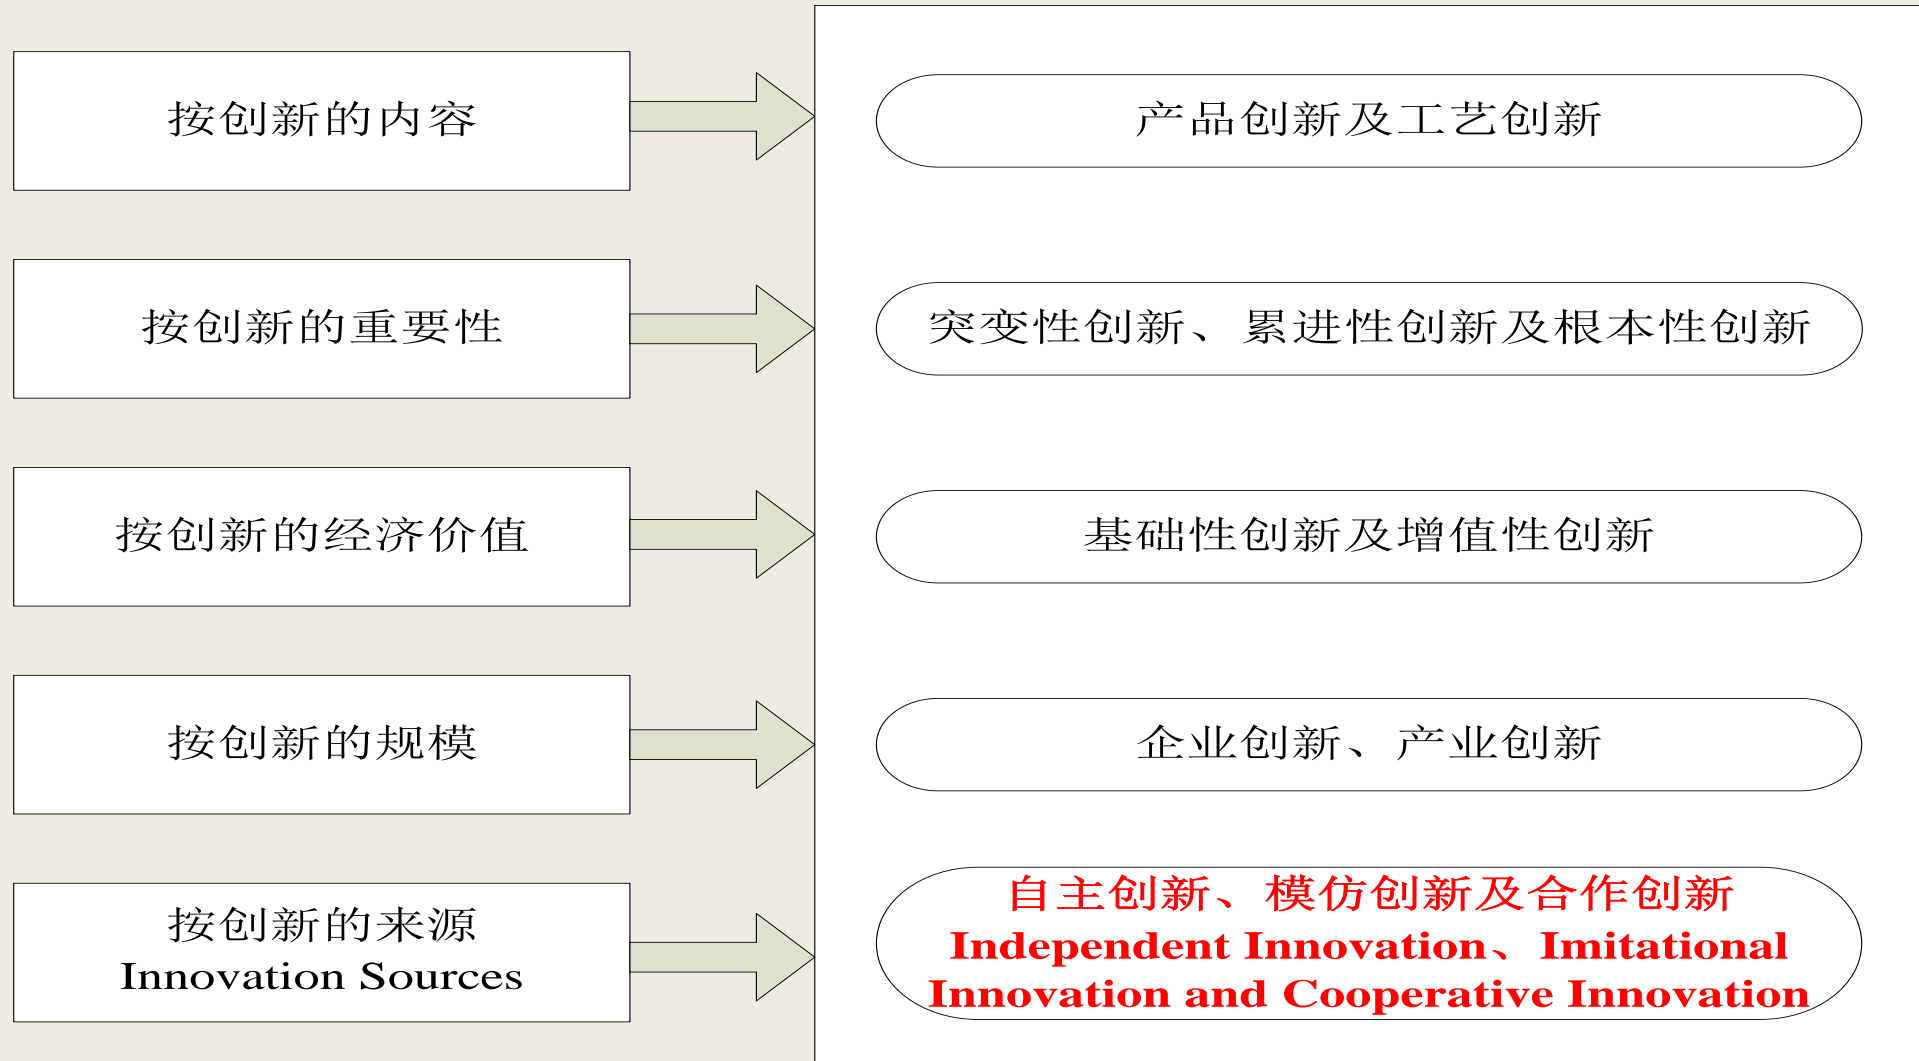 按创新的内容
产品创新及工艺创新
按创新的重要性
突变性创新、累进性创新及根本性创新
按创新的经济价值
基础性创新及增值性创新
按创新的规模
企业创新、产业创新
按创新的来源
Innovation Sources
自主创新、模仿创新及合作创新
Independent Innovation、Imitational
Innovation and Cooperative Innovation